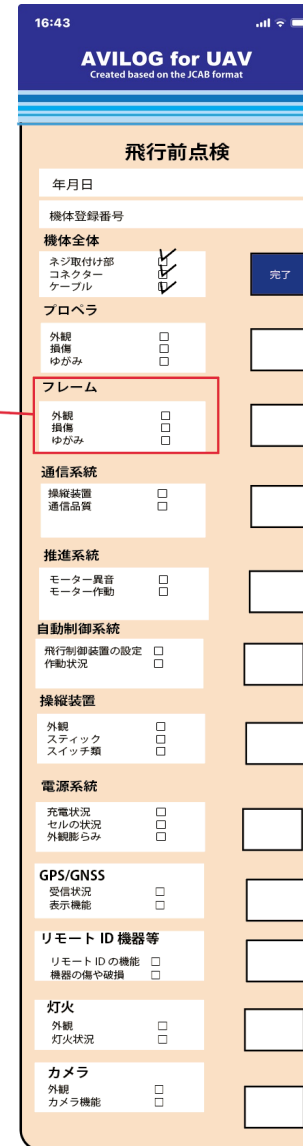 16:43
AVILOG for UAV
Created based on the JCAB format
飛行前点検
年月日
機体登録番号
機体全体
ネジ取付け部
コネクター
ケーブル
完了
プロペラ
外観
損傷
ゆがみ
フレーム
外観
損傷
ゆがみ
通信系統
操縦装置
通信品質
推進系統
モーター異音
モーター作動
自動制御系統
飛行制御装置の設定
作動状況
操縦装置
外観
スティック
スイッチ類
電源系統
充電状況
セルの状況
外観膨らみ
GPS/GNSS
受信状況
表示機能
リモート ID 機器等
リモート ID の機能
機器の傷や破損
灯火
外観
灯火状況
カメラ
外観
カメラ機能